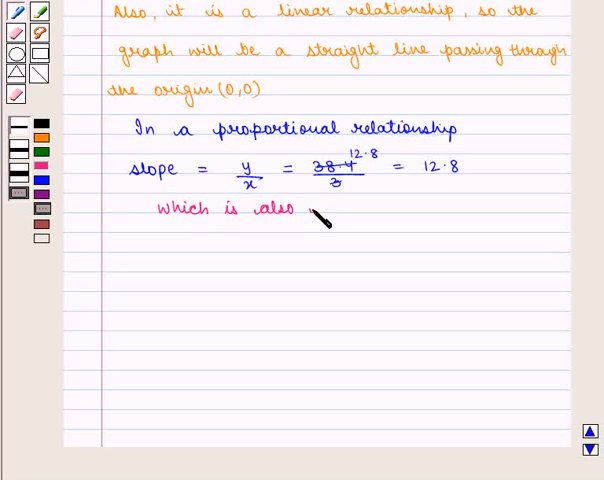 Also, it is a linear relationship, so the
graph will be a straight line passing through
the origin (0,0)
In a proportional relationship
slope = y/x = 38.4/3 12.8 = 12.8
which is also